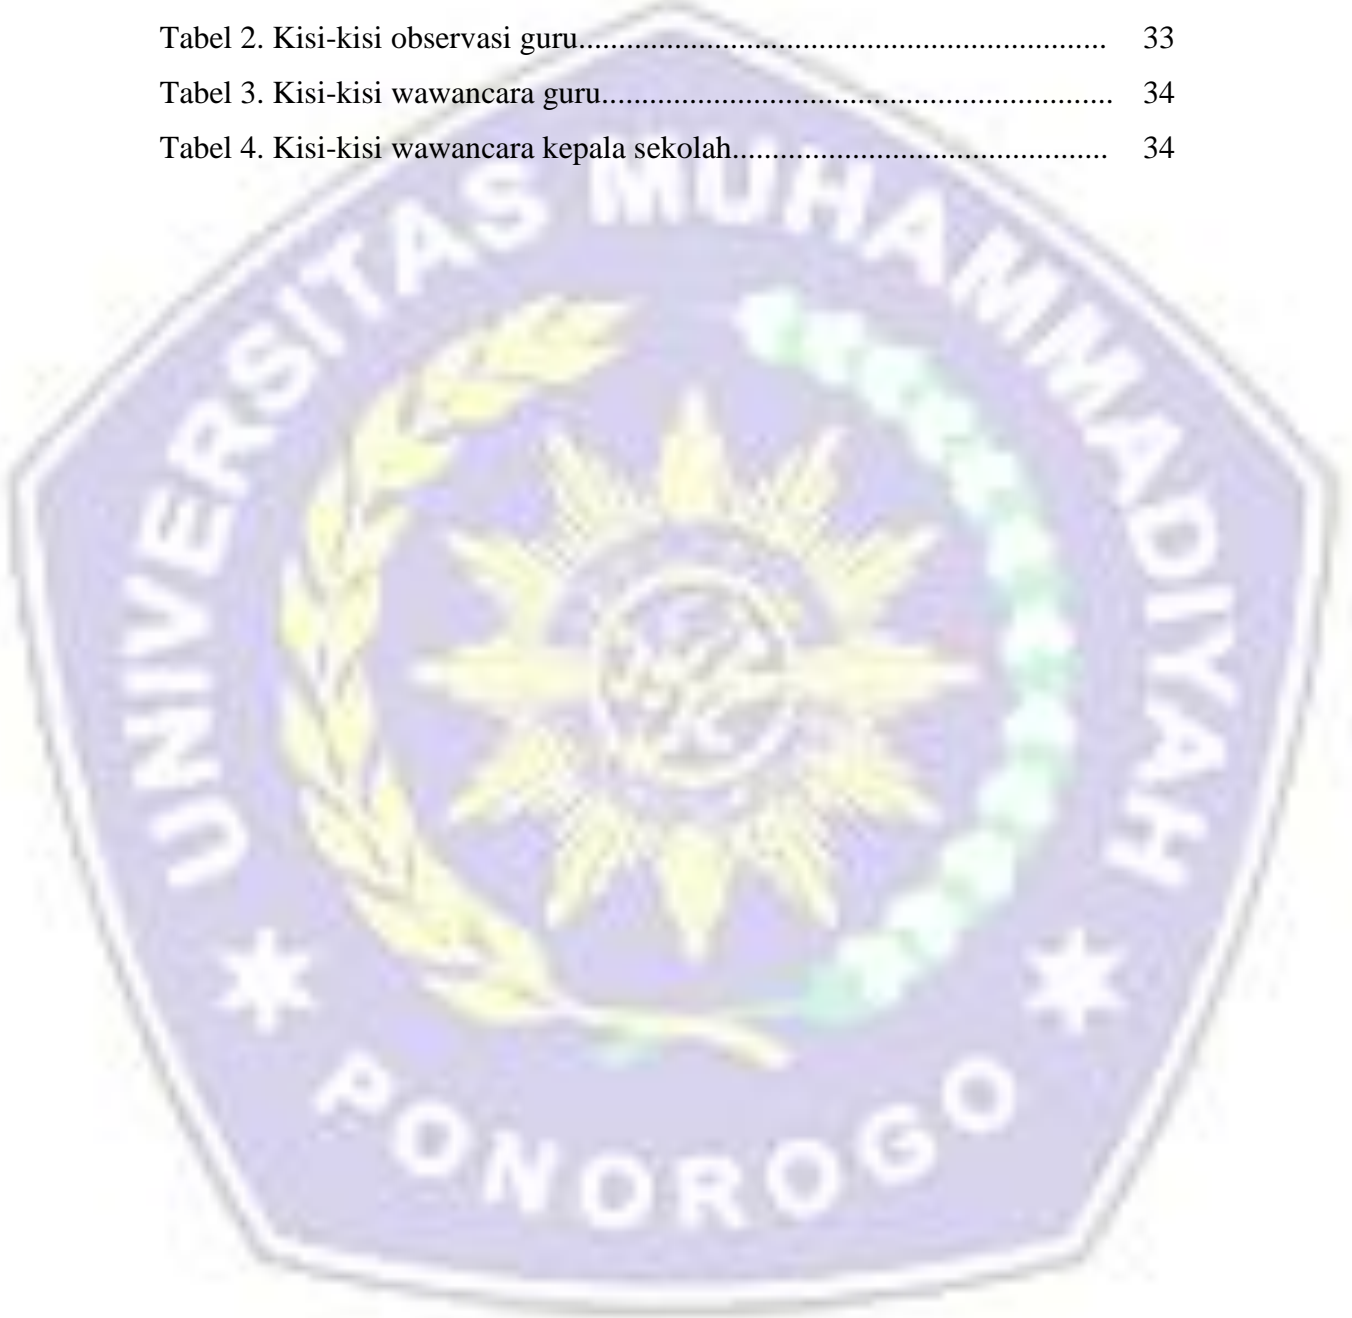 Tabel 2. Kisi-kisi observasi guru.................................................................. 33
Tabel 3. Kisi-kisi wawancara guru................................................................ 34
Tabel 4. Kisi-kisi wawancara kepala sekolah............................................... 34
UNIVERSITAS MUHAMMADIYAH
PONOROGO